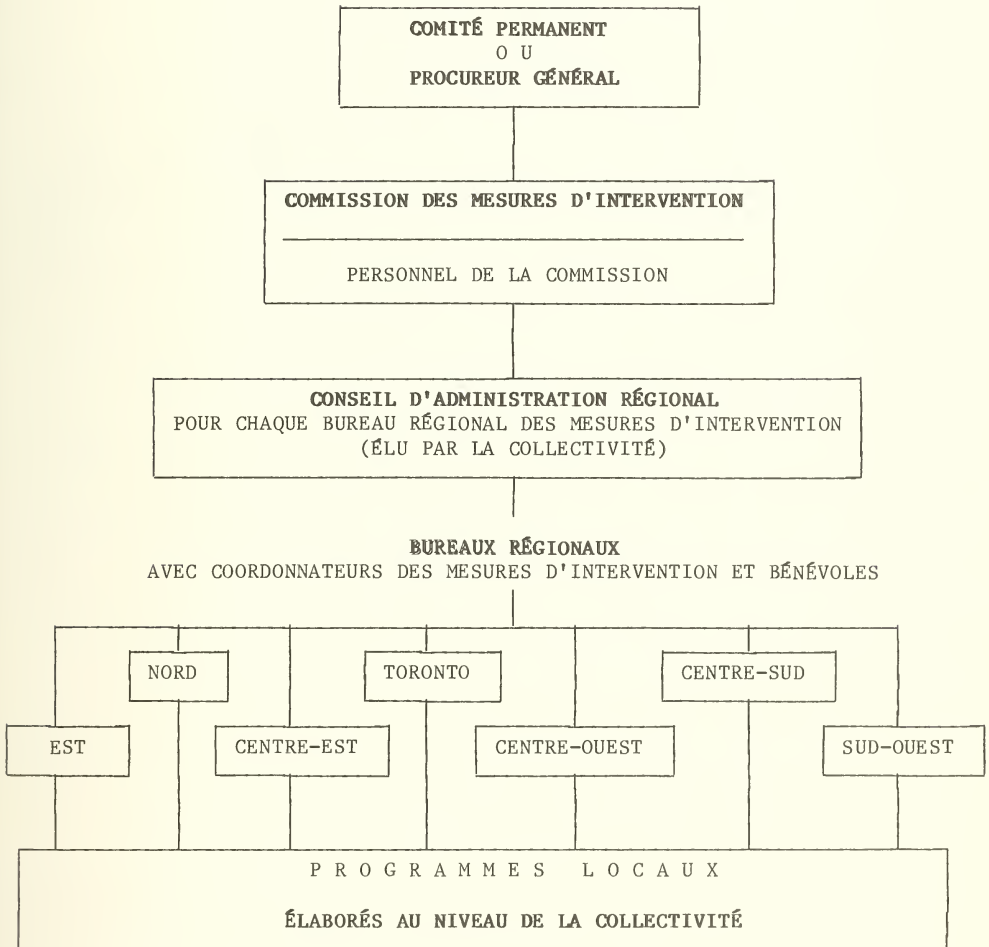 COMITÉ PERMANENT
O U
PROCUREUR GÉNÉRAL
COMMISSION DES MESURES D'INTERVENTION
PERSONNEL DE LA COMMISSION
CONSEIL D'ADMINISTRATION RÉGIONAL
POUR CHAQUE BUREAU RÉGIONAL DES MESURES D'INTERVENTION
(ÉLU PAR LA COLLECTIVITÉ)
BUREAUX RÉGIONAUX
AVEC COORDONNATEURS DES MESURES D'INTERVENTION ET BÉNÉVOLES
NORD
TORONTO
CENTRE-SUD
EST
CENTRE-EST
CENTRE-OUEST
SUD-OUEST
P R O G R A M M E S   L O C A U X
ÉLABORÉS AU NIVEAU DE LA COLLECTIVITÉ